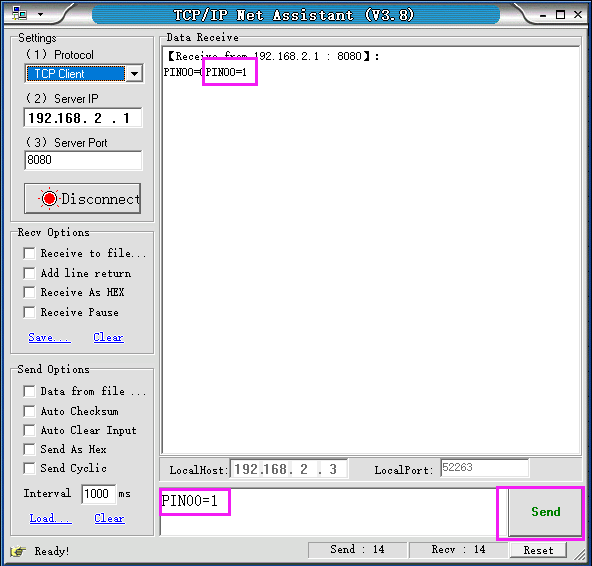 TCP/IP Net Assistant (V3.8)
Settings
(1) Protocol
TCP Client
(2) Server IP
192.168. 2 . 1
(3) Server Port
8080
Disconnect
Recv Options
Receive to file...
Add line return
Receive As HEX
Receive Pause
Save... Clear
Send Options
Data from file ...
Auto Checksum
Auto Clear Input
Send As Hex
Send Cyclic
Interval 1000 ms
Load... Clear
Data Receive
【Receive from 192.168.2.1 : 8080】:
PIN00=0PIN00=1
LocalHost: 192.168. 2 . 3 LocalPort: 52263
PIN00=1
Send
Ready! Send : 14 Recv : 14 Reset